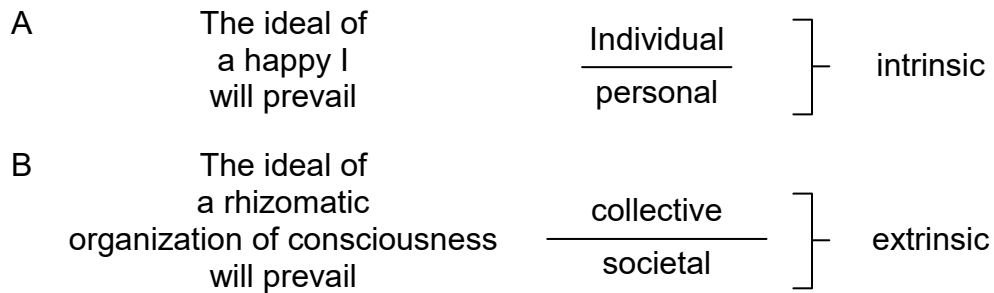 A
The ideal of
a happy I
will prevail
Individual
personal
intrinsic
B
The ideal of
a rhizomatic
organization of consciousness
will prevail
collective
societal
extrinsic